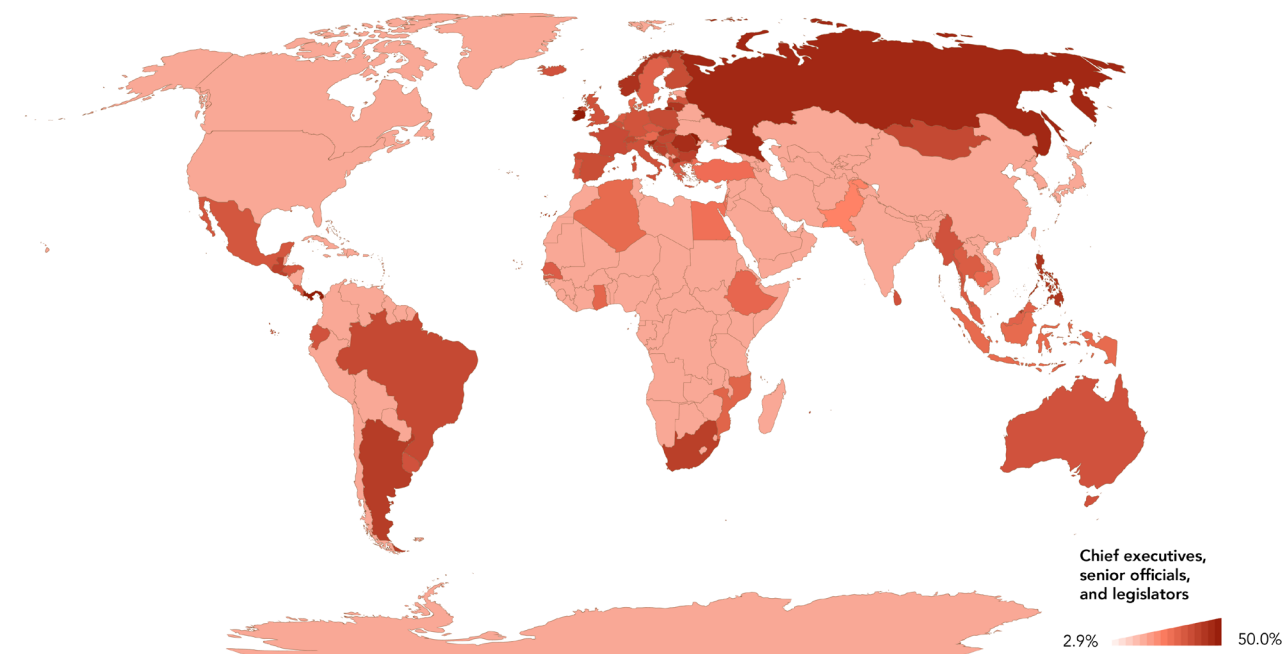 Chief executives,
senior officials,
and legislators
2.9% 50.0%